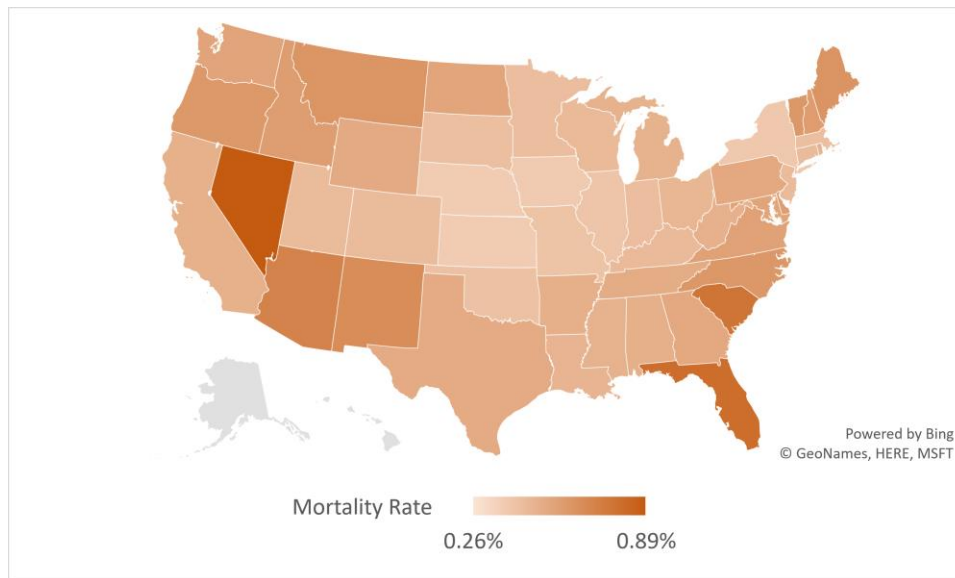 Powered by Bing
© GeoNames, HERE, MSFT
Mortality Rate
0.26%
0.89%